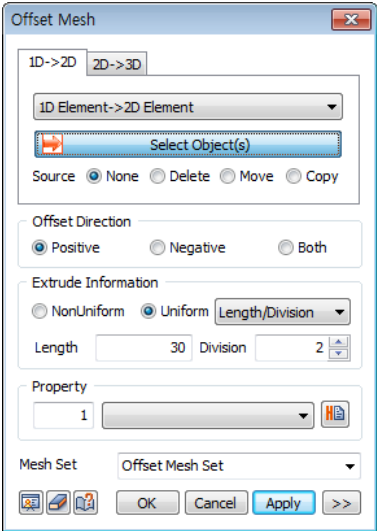 Offset Mesh
1D->2D 2D->3D
1D Element->2D Element
Select Object(s)
Source None Delete Move Copy
Offset Direction
Positive Negative Both
Extrude Information
NonUniform Uniform Length/Division
Length 30 Division 2
Property
1
Mesh Set Offset Mesh Set
OK Cancel Apply >>